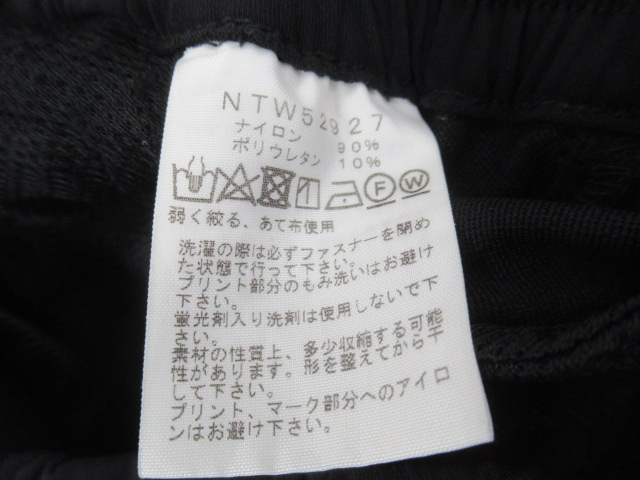 NTW52927
ナイロン 90%
ポリウレタン 10%
F W
弱く絞る、あて布使用
洗濯の際は必ずファスナーを閉め
た状態で行って下さい。
プリント部分のもみ洗いはお避け
下さい。
蛍光剤入り洗剤は使用しないで下
さい。
素材の性質上、多少収縮する可能
性があります。形を整えてから干
して下さい。
プリント、マーク部分へのアイロ
ンはお避け下さい。